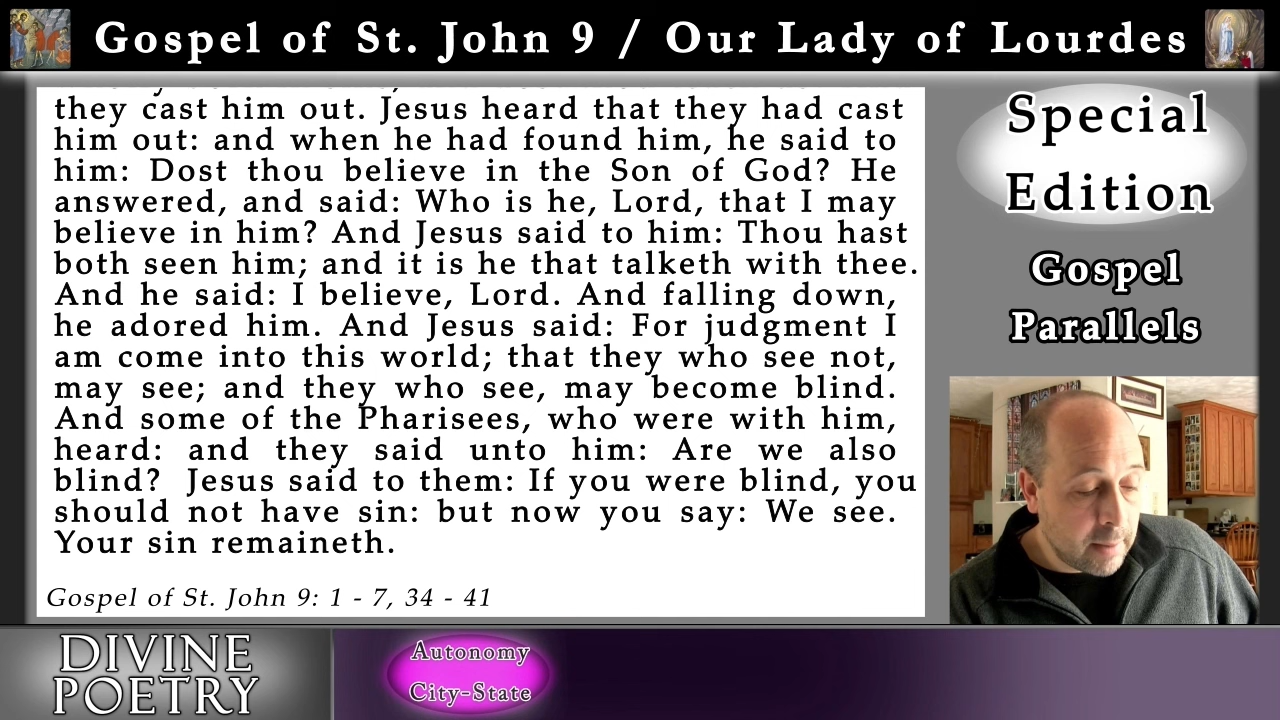 Gospel of St. John 9 / Our Lady of Lourdes
they cast him out. Jesus heard that they had cast
him out: and when he had found him, he said to
him: Dost thou believe in the Son of God? He
answered, and said: Who is he, Lord, that I may
believe in him? And Jesus said to him: Thou hast
both seen him; and it is he that talketh with thee.
And he said: I believe, Lord. And falling down,
he adored him. And Jesus said: For judgment I
am come into this world; that they who see not,
may see; and they who see, may become blind.
And some of the Pharisees, who were with him,
heard: and they said unto him: Are we also
blind? Jesus said to them: If you were blind, you
should not have sin: but now you say: We see.
Your sin remaineth.
Gospel of St. John 9: 1 - 7, 34 - 41
Special
Edition
Gospel
Parallels
DIVINE
POETRY
Autonomy
City-State